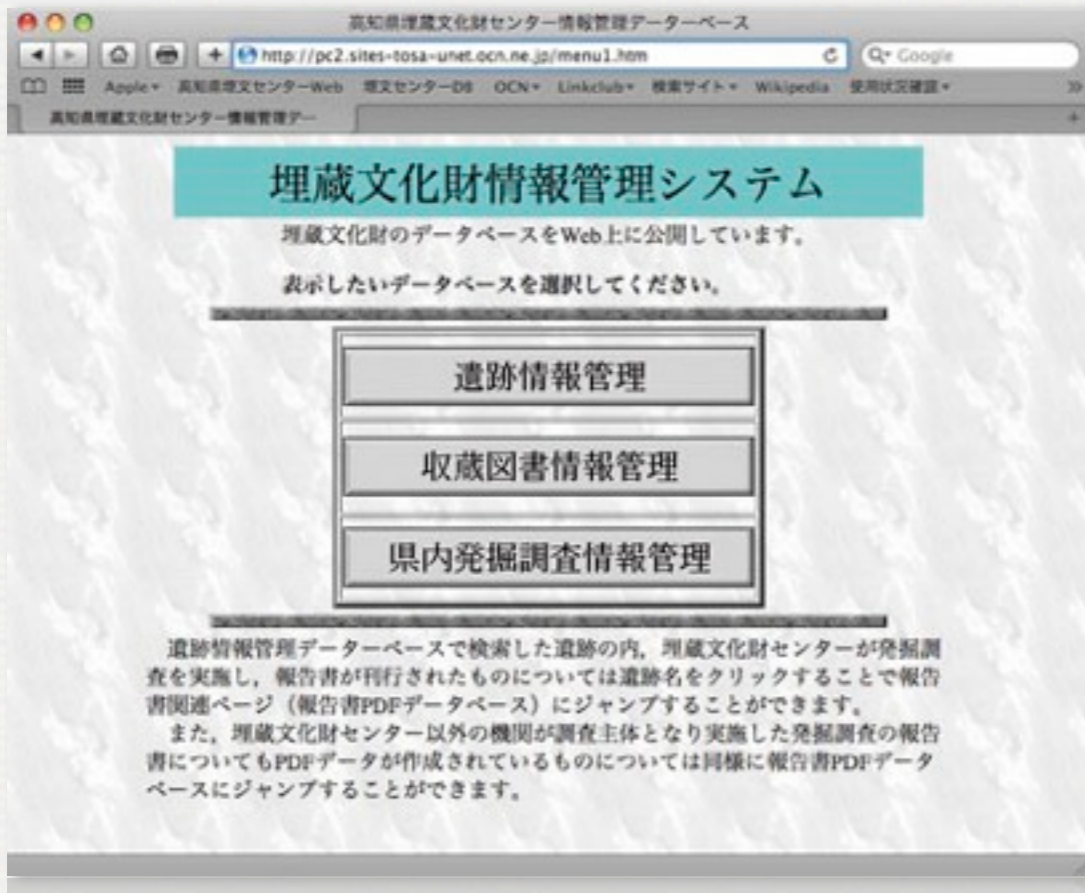 高知県埋蔵文化財センター情報管理データーベース
http://pc2.sites-tosa-unet.ocn.ne.jp/menu1.htm
Google
Apple 高知県埋文センターWeb 埋文センターDB OCN Linkclub 検索サイト Wikipedia 使用状況確認
高知県埋蔵文化財センター情報管理デー…
埋蔵文化財情報管理システム
埋蔵文化財のデータベースをWeb上に公開しています。
表示したいデータベースを選択してください。
遺跡情報管理
収蔵図書情報管理
県内発掘調査情報管理
遺跡情報管理データーベースで検索した遺跡の内，埋蔵文化財センターが発掘調
査を実施し，報告書が刊行されたものについては遺跡名をクリックすることで報告
書関連ページ（報告書PDFデータベース）にジャンプすることができます。
また，埋蔵文化財センター以外の機関が調査主体となり実施した発掘調査の報告
書についてもPDFデータが作成されているものについては同様に報告書PDFデータ
ベースにジャンプすることができます。